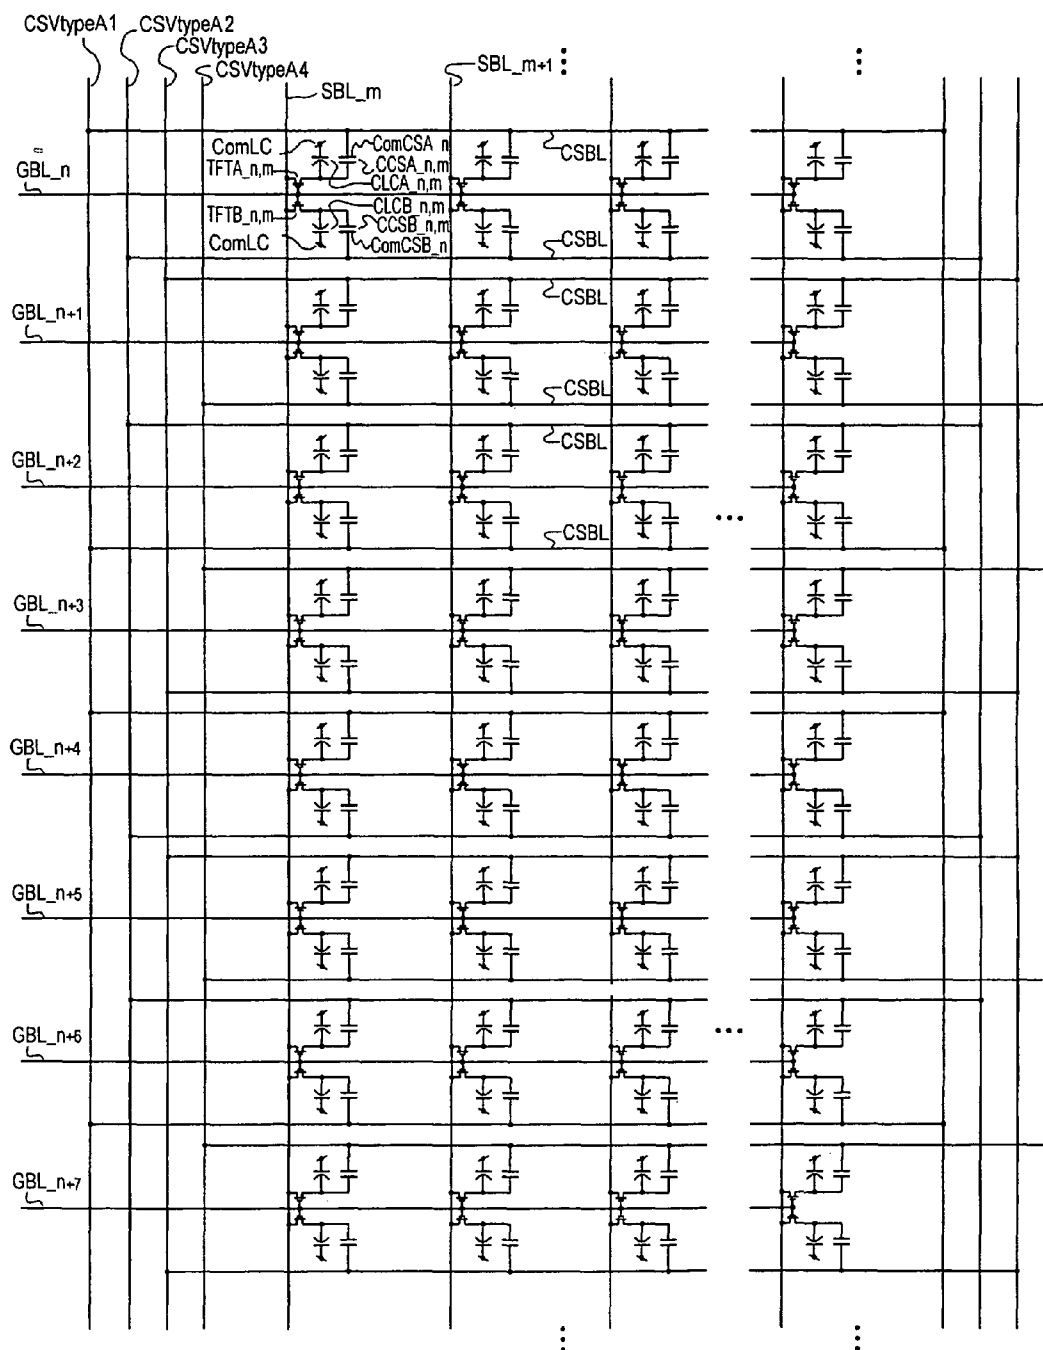 CSVtypeA1
CSVtypeA2
CSVtypeA3
CSVtypeA4
SBL_m
SBL_m+1
GBL_n
ComLC
ComCSA_n
CSBL
TFTA_n,m
CCSA_n,m
CLCA_n,m
CLCB_n,m
TFTB_n,m
CCSB_n,m
ComLC
ComCSB_n
CSBL
CSBL
GBL_n+1
CSBL
CSBL
GBL_n+2
CSBL
GBL_n+3
GBL_n+4
GBL_n+5
GBL_n+6
GBL_n+7